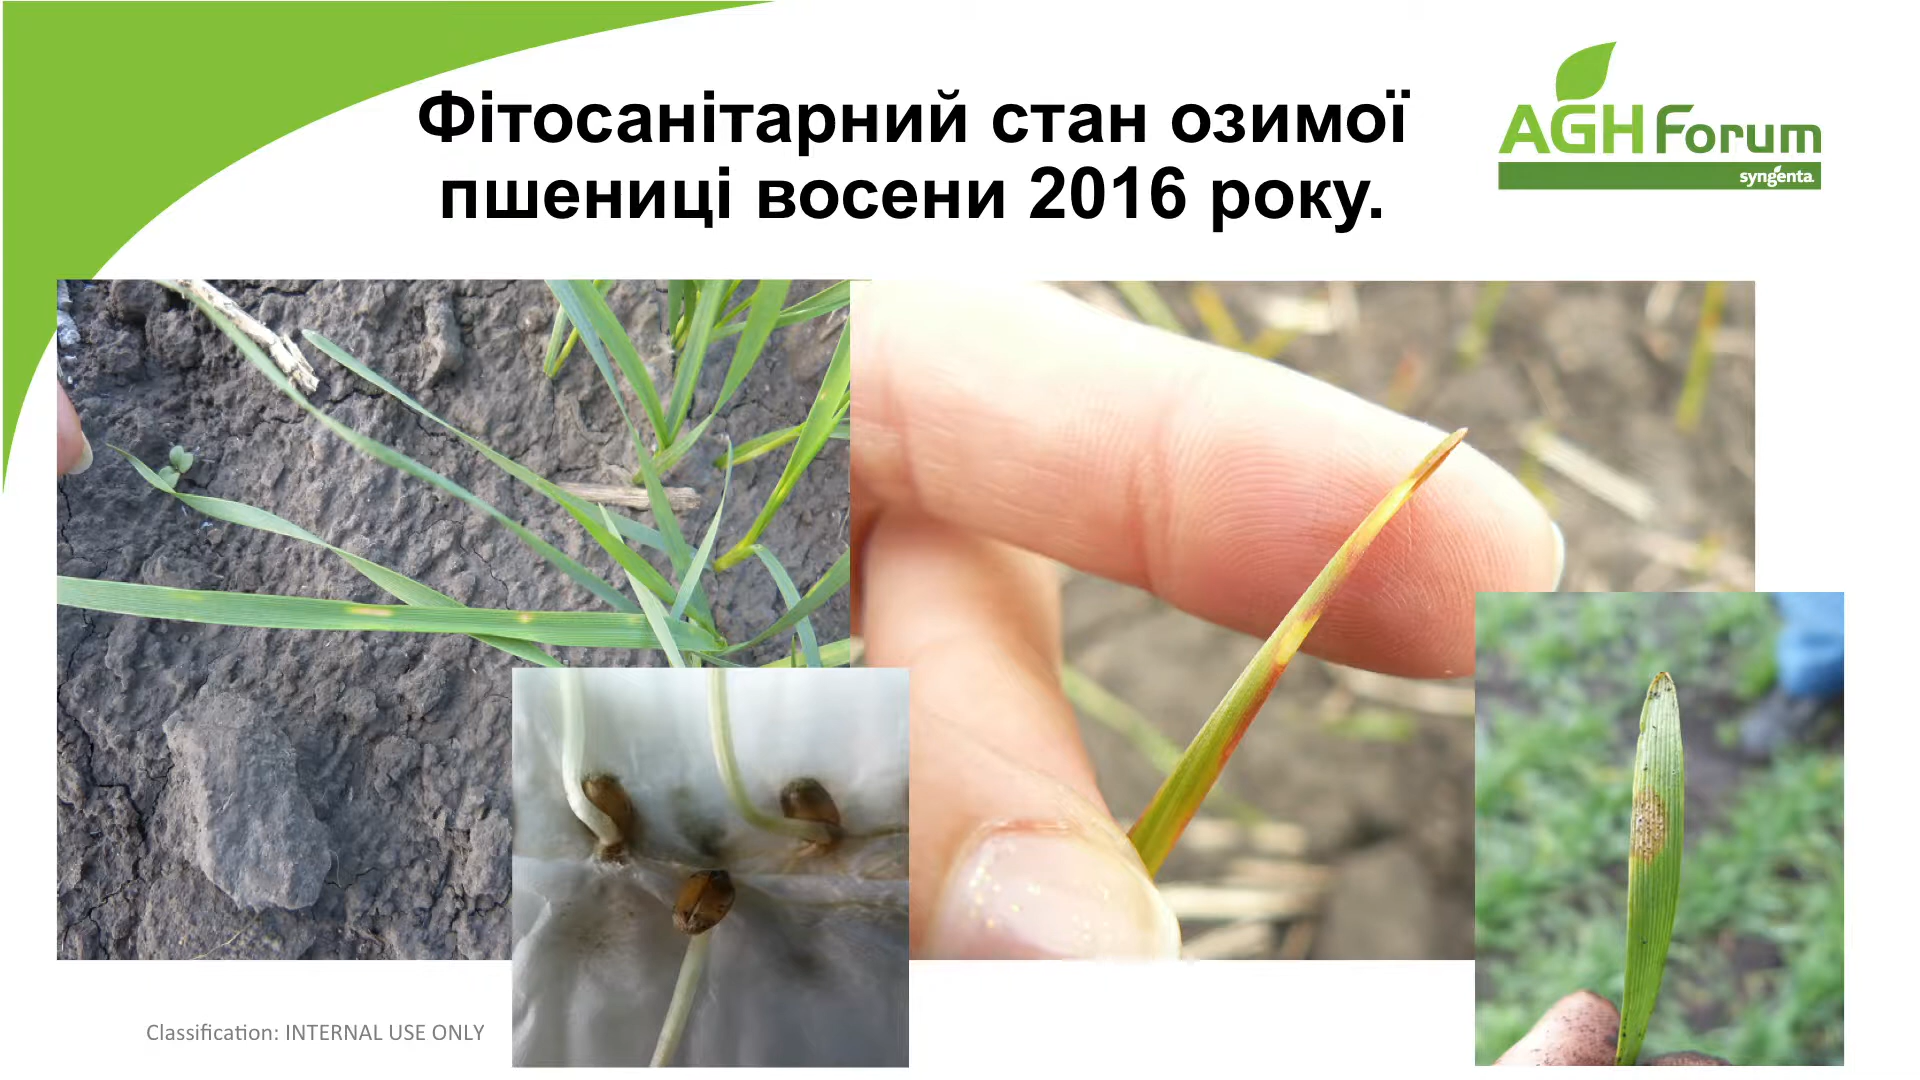 Фітосанітарний стан озимої
пшениці восени 2016 року.
AGH Forum
syngenta
Classification: INTERNAL USE ONLY